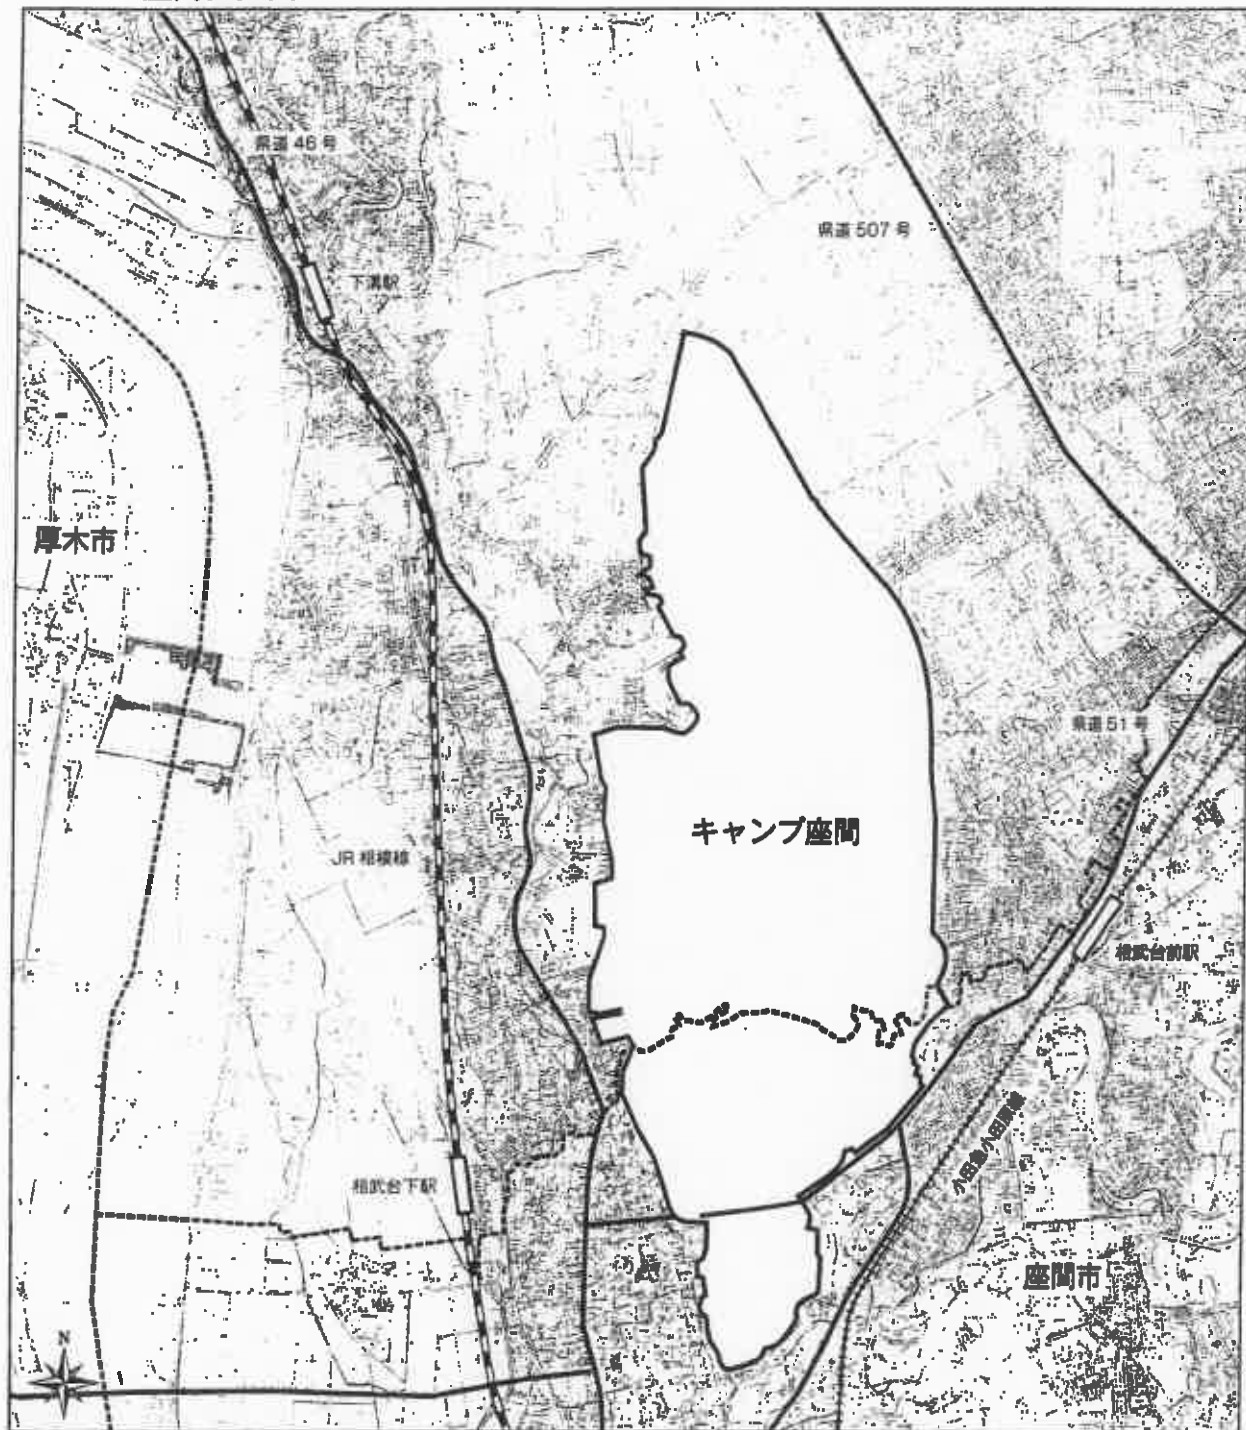 県道 46 号
県道 507 号
下溝駅
厚木市
県道 51 号
キャンプ座間
JR 相模線
相武台前駅
小田急小田原線
相武台下駅
座間市
N